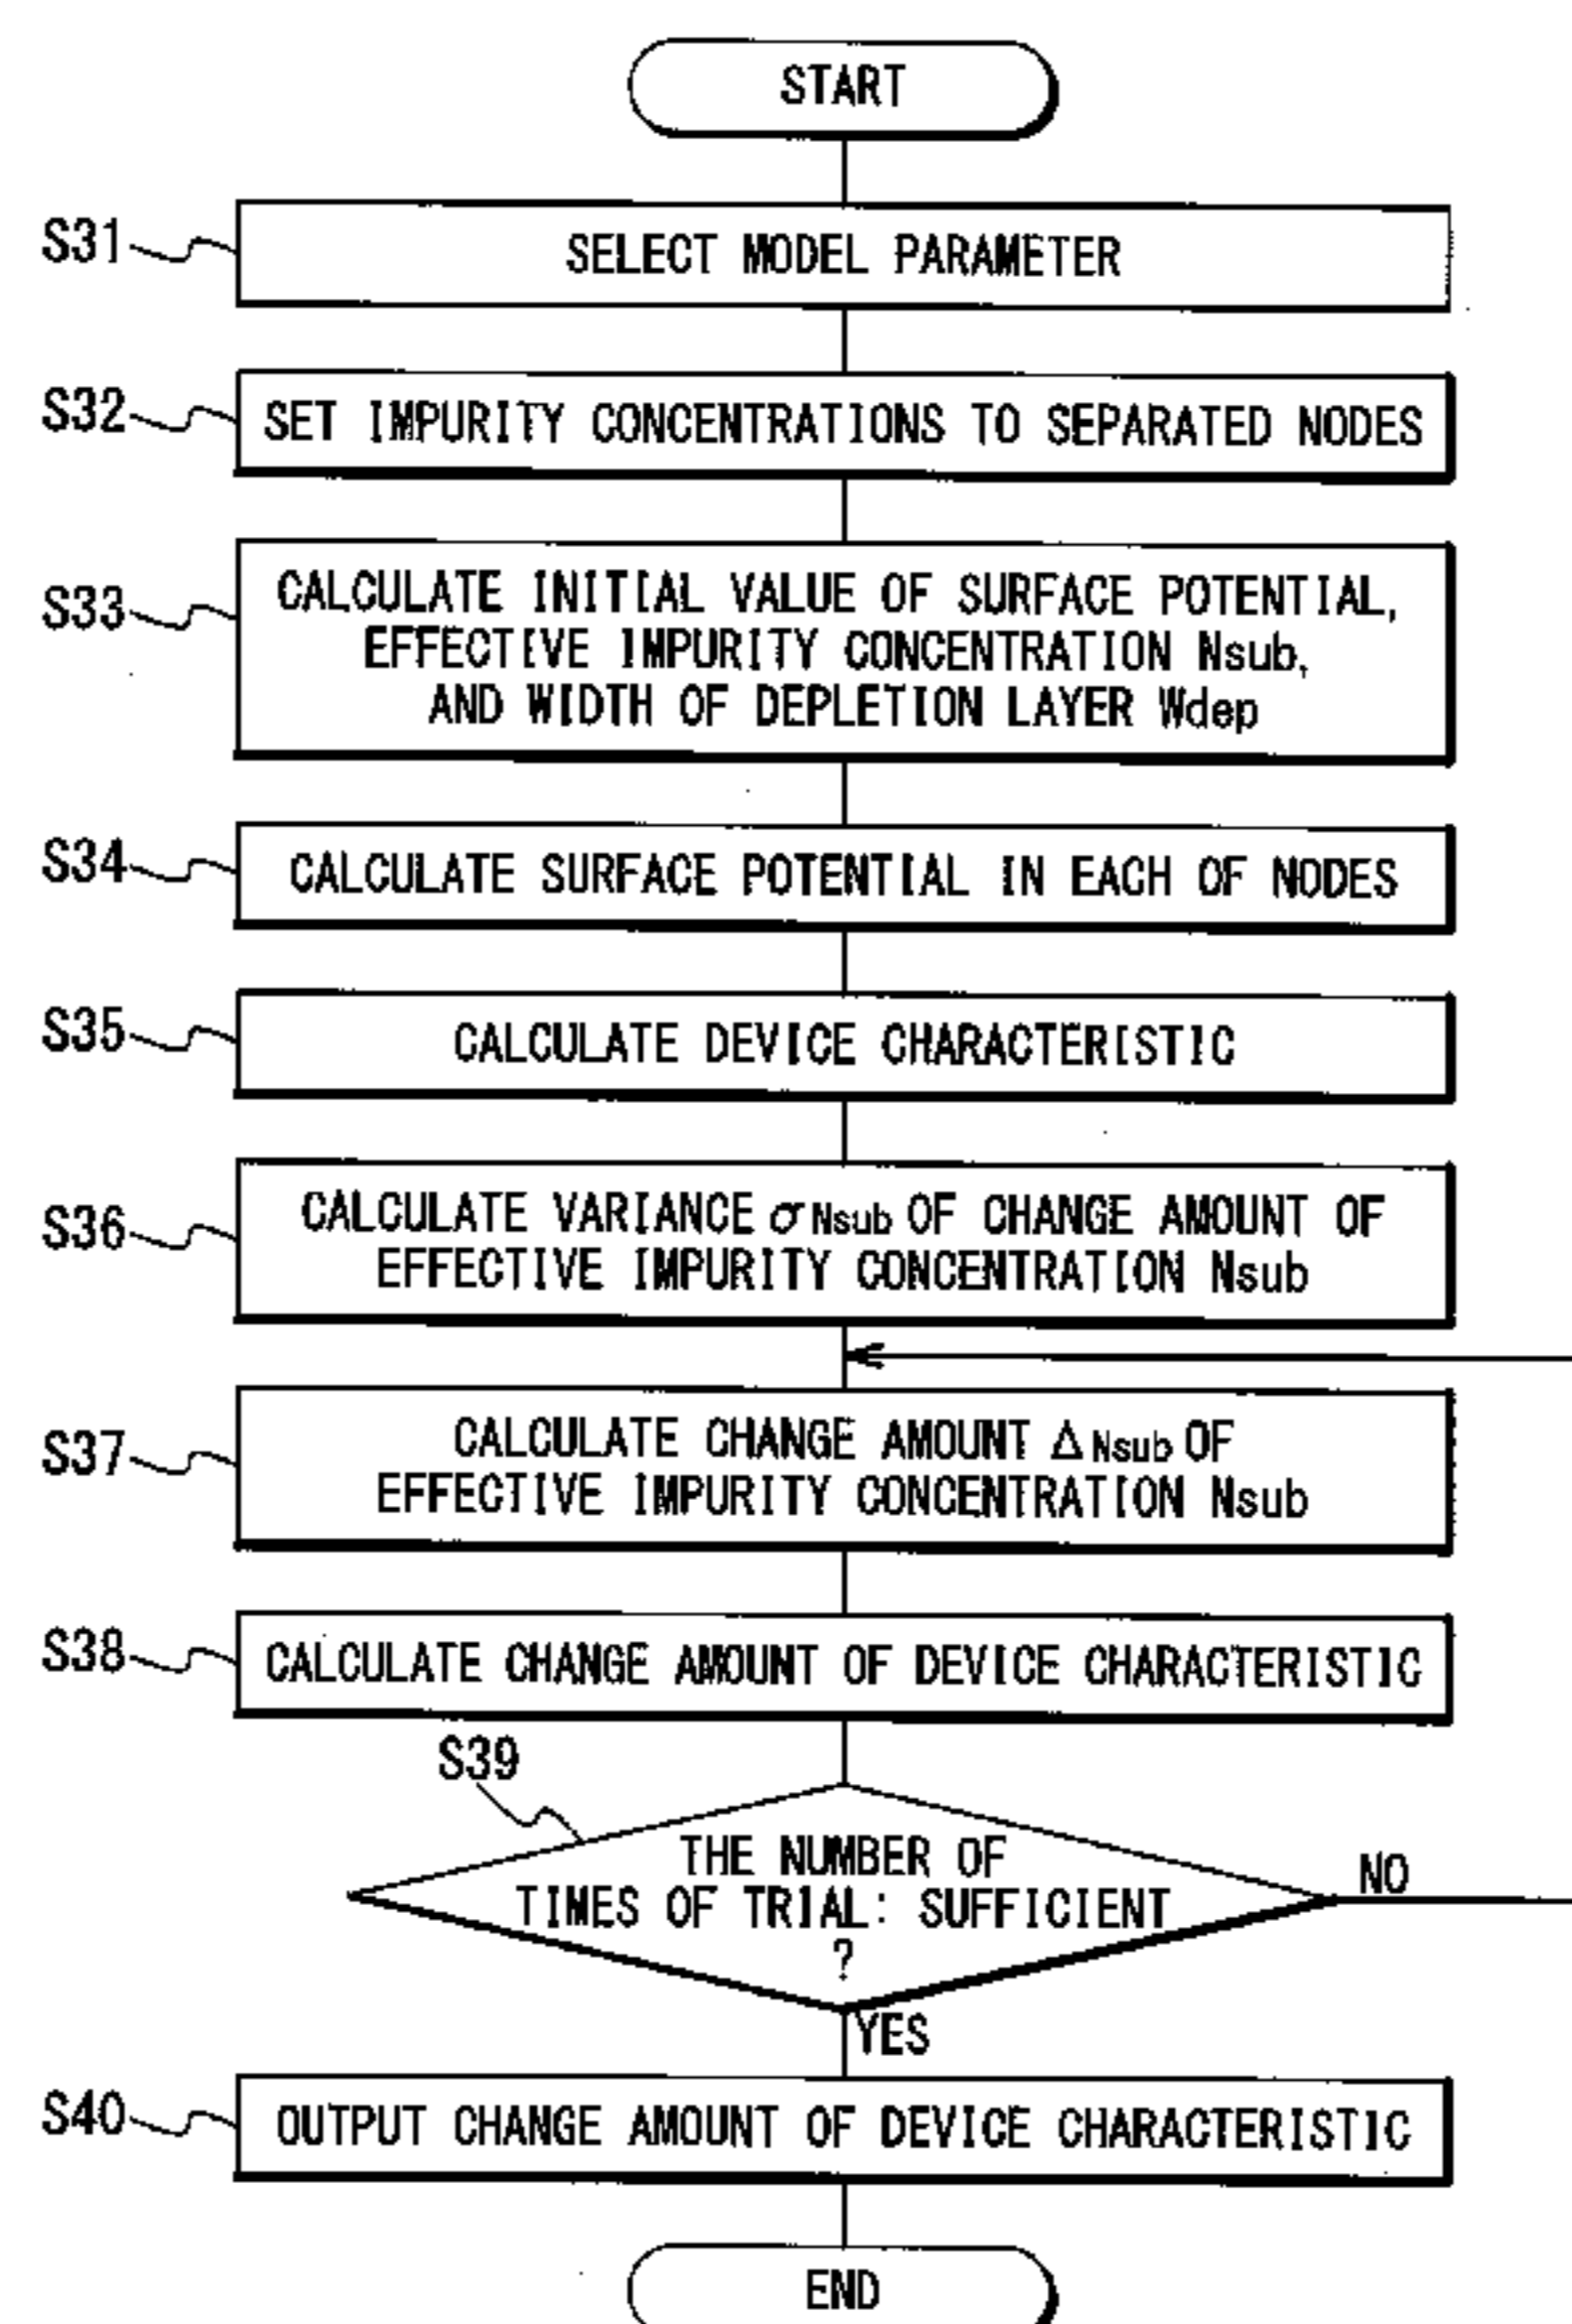 START
S31
SELECT MODEL PARAMETER
S32
SET IMPURITY CONCENTRATIONS TO SEPARATED NODES
S33
CALCULATE INITIAL VALUE OF SURFACE POTENTIAL,
EFFECTIVE IMPURITY CONCENTRATION Nsub,
AND WIDTH OF DEPLETION LAYER Wdep
S34
CALCULATE SURFACE POTENTIAL IN EACH OF NODES
S35
CALCULATE DEVICE CHARACTERISTIC
S36
CALCULATE VARIANCE σNsub OF CHANGE AMOUNT OF
EFFECTIVE IMPURITY CONCENTRATION Nsub
S37
CALCULATE CHANGE AMOUNT ΔNsub OF
EFFECTIVE IMPURITY CONCENTRATION Nsub
S38
CALCULATE CHANGE AMOUNT OF DEVICE CHARACTERISTIC
S39
THE NUMBER OF
TIMES OF TRIAL: SUFFICIENT
?
NO
YES
S40
OUTPUT CHANGE AMOUNT OF DEVICE CHARACTERISTIC
END